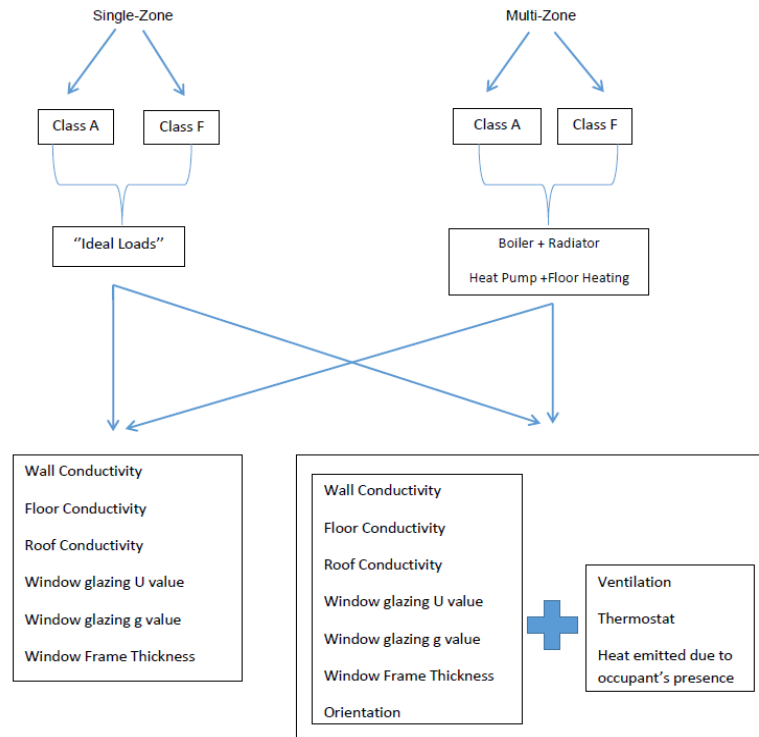 Single-Zone
Multi-Zone
Class A
Class F
Class A
Class F
“Ideal Loads”
Boiler + Radiator
Heat Pump +Floor Heating
Wall Conductivity
Floor Conductivity
Roof Conductivity
Window glazing U value
Window glazing g value
Window Frame Thickness
Wall Conductivity
Floor Conductivity
Roof Conductivity
Window glazing U value
Window glazing g value
Window Frame Thickness
Orientation
Ventilation
Thermostat
Heat emitted due to
occupant’s presence